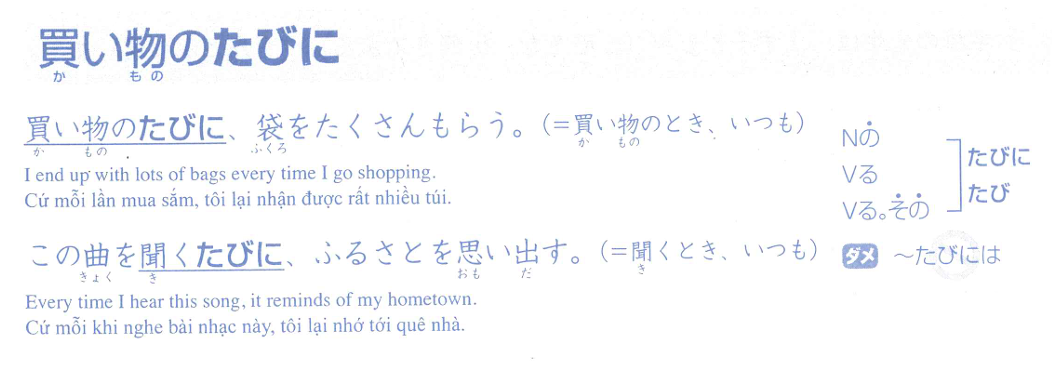 買い物のたびに
か もの
買い物のたびに、袋をたくさんもらう。(=買い物のとき、いつも)
か もの ふくろ か もの
I end up with lots of bags every time I go shopping.
Cứ mỗi lần mua sắm, tôi lại nhận được rất nhiều túi.
この曲を聞くたびに、ふるさとを思い出す。(=聞くとき、いつも)
きょく き おも だ き
Every time I hear this song, it reminds of my hometown.
Cứ mỗi khi nghe bài nhạc này, tôi lại nhớ tới quê nhà.
Nの
Vる
Vる。その
たびに
たび
ダメ ～たびには